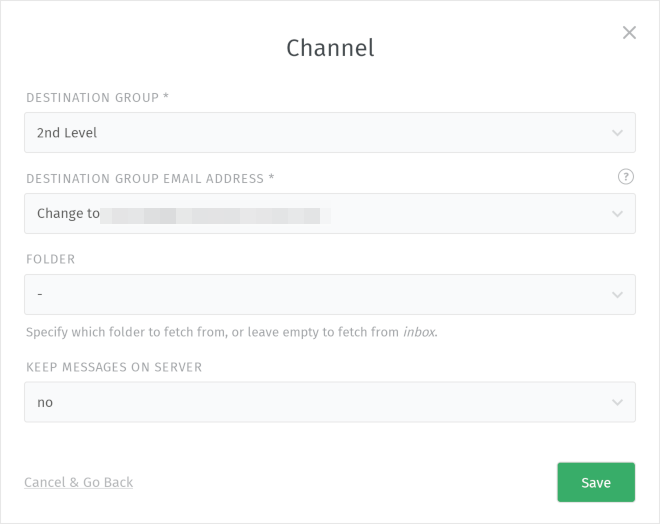 Channel
DESTINATION GROUP *
2nd Level
DESTINATION GROUP EMAIL ADDRESS *
?
Change to
FOLDER
-
Specify which folder to fetch from, or leave empty to fetch from inbox.
KEEP MESSAGES ON SERVER
no
Cancel & Go Back
Save